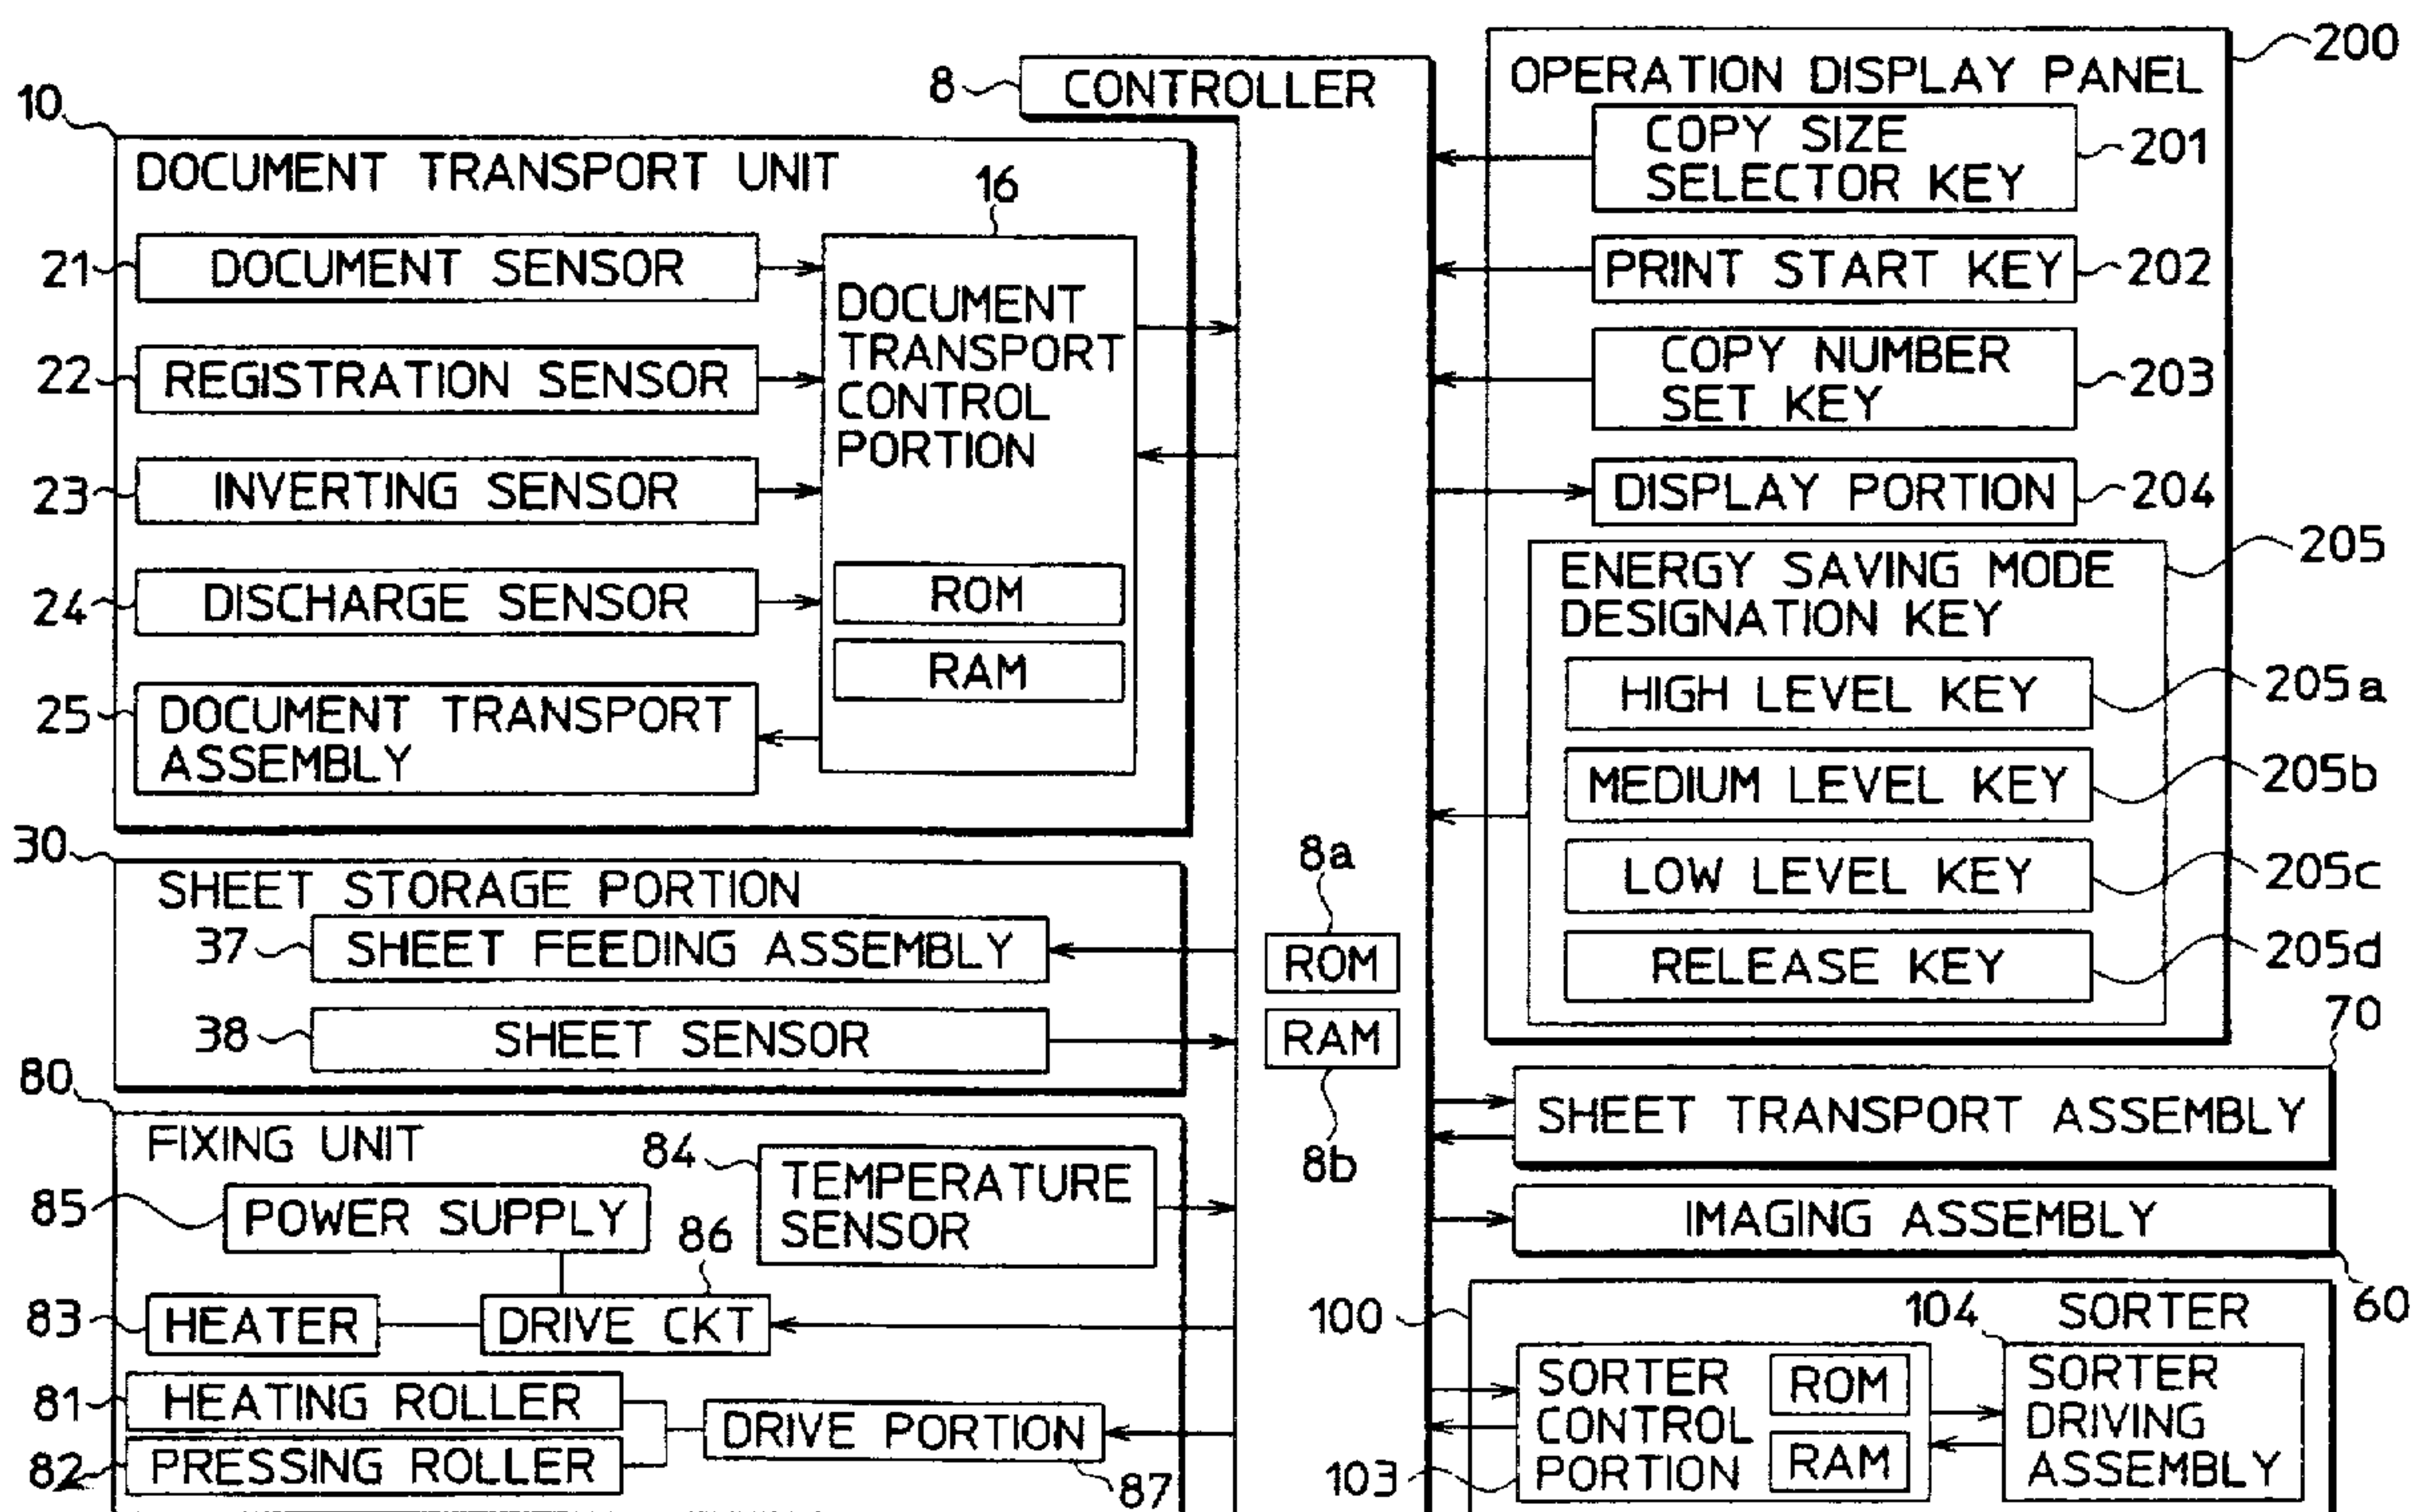 8
CONTROLLER
10
DOCUMENT TRANSPORT UNIT
16
21
DOCUMENT SENSOR
22
REGISTRATION SENSOR
23
INVERTING SENSOR
24
DISCHARGE SENSOR
25
DOCUMENT TRANSPORT
ASSEMBLY
DOCUMENT
TRANSPORT
CONTROL
PORTION
ROM
RAM
30
SHEET STORAGE PORTION
37
SHEET FEEDING ASSEMBLY
38
SHEET SENSOR
80
FIXING UNIT
84
TEMPERATURE
SENSOR
85
POWER SUPPLY
86
83
HEATER
DRIVE CKT
81
HEATING ROLLER
82
PRESSING ROLLER
DRIVE PORTION
87
8a
ROM
RAM
8b
200
OPERATION DISPLAY PANEL
COPY SIZE
SELECTOR KEY
201
PRINT START KEY
202
COPY NUMBER
SET KEY
203
DISPLAY PORTION
204
205
ENERGY SAVING MODE
DESIGNATION KEY
HIGH LEVEL KEY
205a
MEDIUM LEVEL KEY
205b
LOW LEVEL KEY
205c
RELEASE KEY
205d
70
SHEET TRANSPORT ASSEMBLY
IMAGING ASSEMBLY
60
100
SORTER
104
SORTER
CONTROL
PORTION
ROM
RAM
103
SORTER
DRIVING
ASSEMBLY